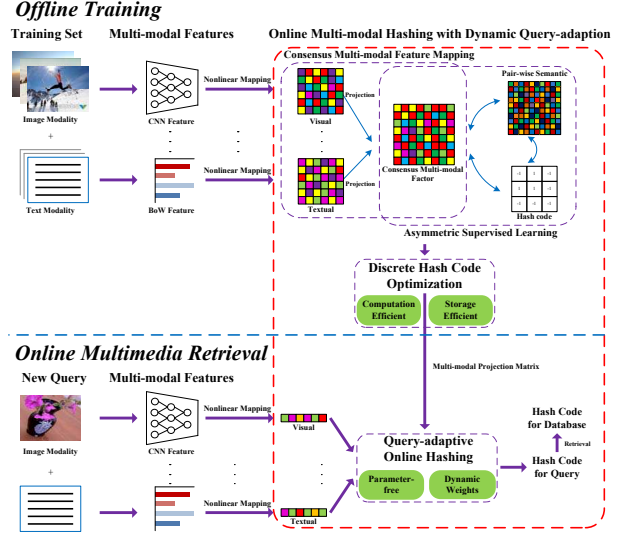 Offline Training
Training Set
Multi-modal Features
Online Multi-modal Hashing with Dynamic Query-adaption
Consensus Multi-modal Feature Mapping
Image Modality
+
Text Modality
CNN Feature
BoW Feature
Nonlinear Mapping
Nonlinear Mapping
Visual
Textual
Projection
Projection
Consensus Multi-modal
Factor
Pair-wise Semantic
Hash code
Asymmetric Supervised Learning
Discrete Hash Code
Optimization
Computation
Efficient
Storage
Efficient
Online Multimedia Retrieval
Multi-modal Projection Matrix
New Query
Multi-modal Features
Image Modality
+
CNN Feature
Nonlinear Mapping
Nonlinear Mapping
Visual
Textual
Query-adaptive
Online Hashing
Parameter-
free
Dynamic
Weights
Hash Code
for Database
Retrieval
Hash Code
for Query